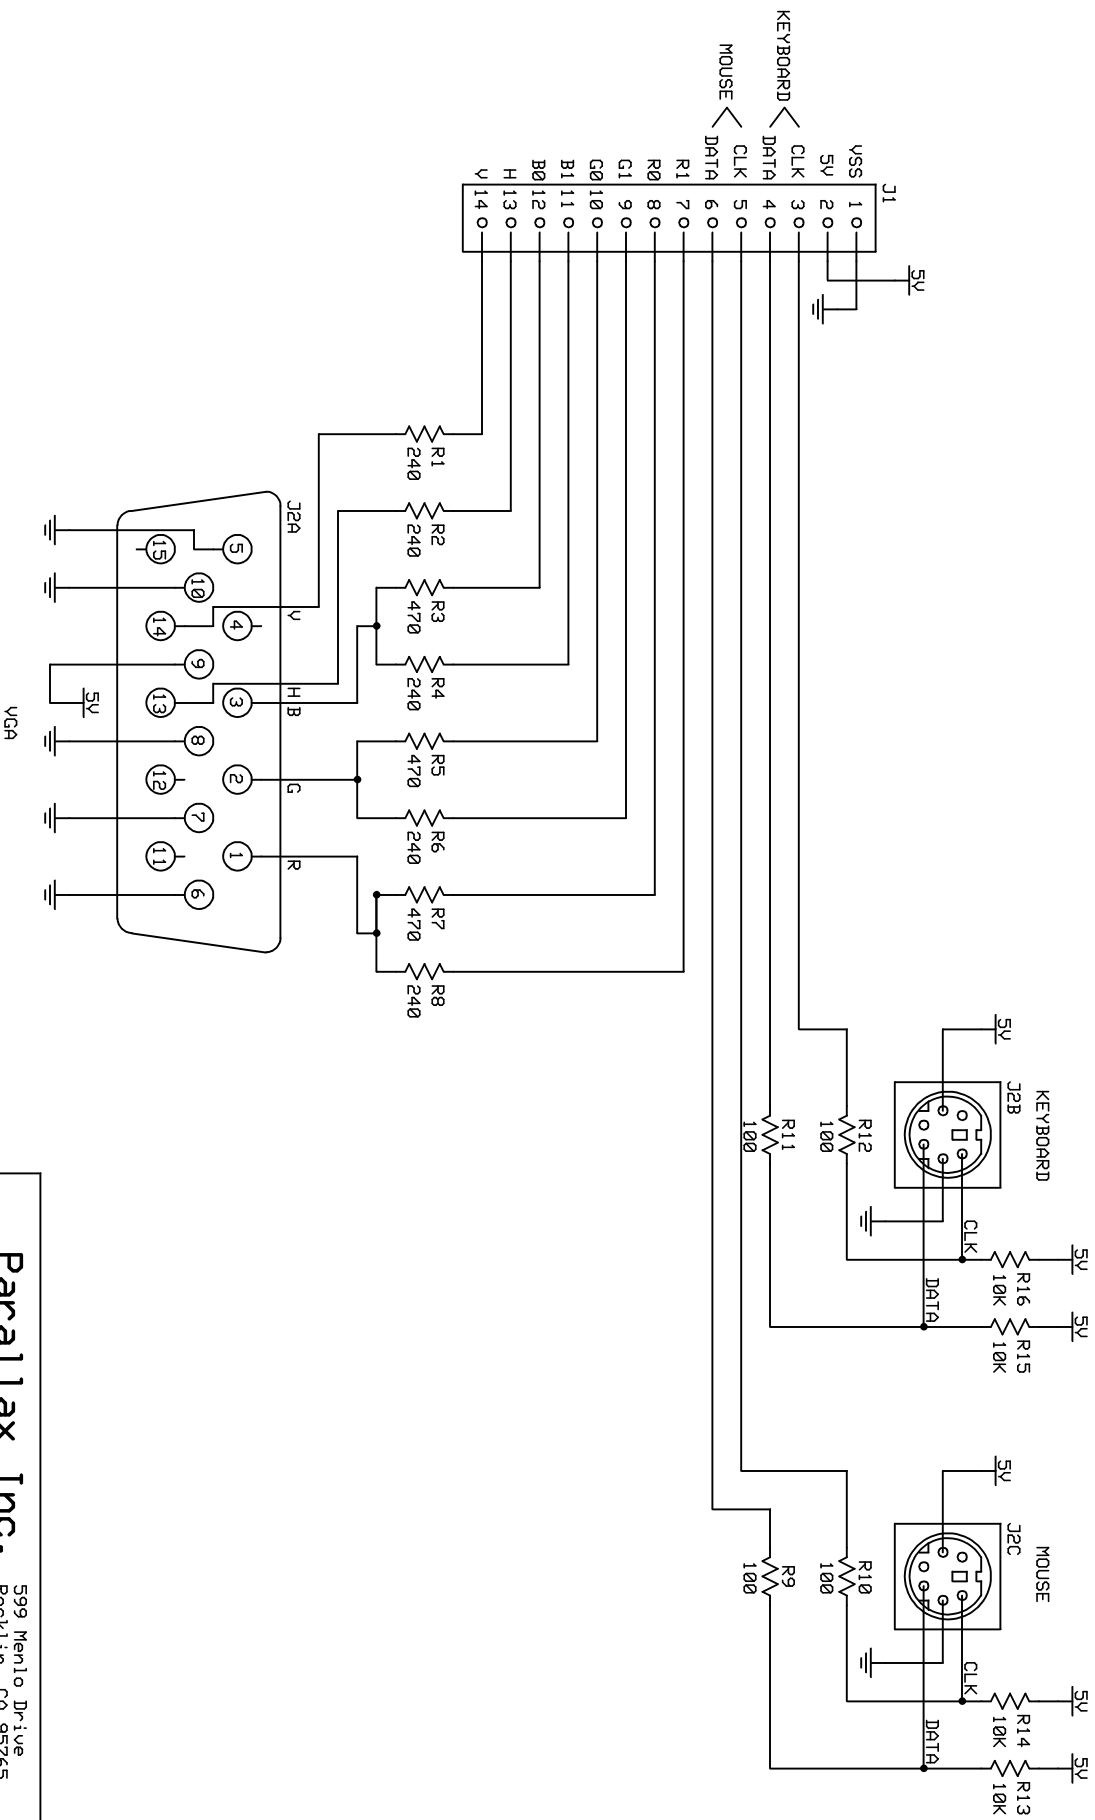 KEYBOARD
MOUSE
J1
VSS 1
5V 2
CLK 3
DATA 4
CLK 5
DATA 6
R1 7
R0 8
G1 9
G0 10
B1 11
B0 12
H 13
V 14
5V
R1
240
R2
240
R3
470
R4
240
R5
470
R6
240
R7
470
R8
240
J2A
V
H
B
G
R
5
4
3
2
1
10
9
8
7
6
15
14
13
12
11
5V
VGA
KEYBOARD
J2B
5V
CLK
DATA
R12
100
R11
100
5V
R16
10K
5V
R15
10K
MOUSE
J2C
5V
CLK
DATA
R10
100
R9
100
5V
R14
10K
5V
R13
10K
Parallax Inc.
599 Menlo Drive
Rocklin, CA 95765